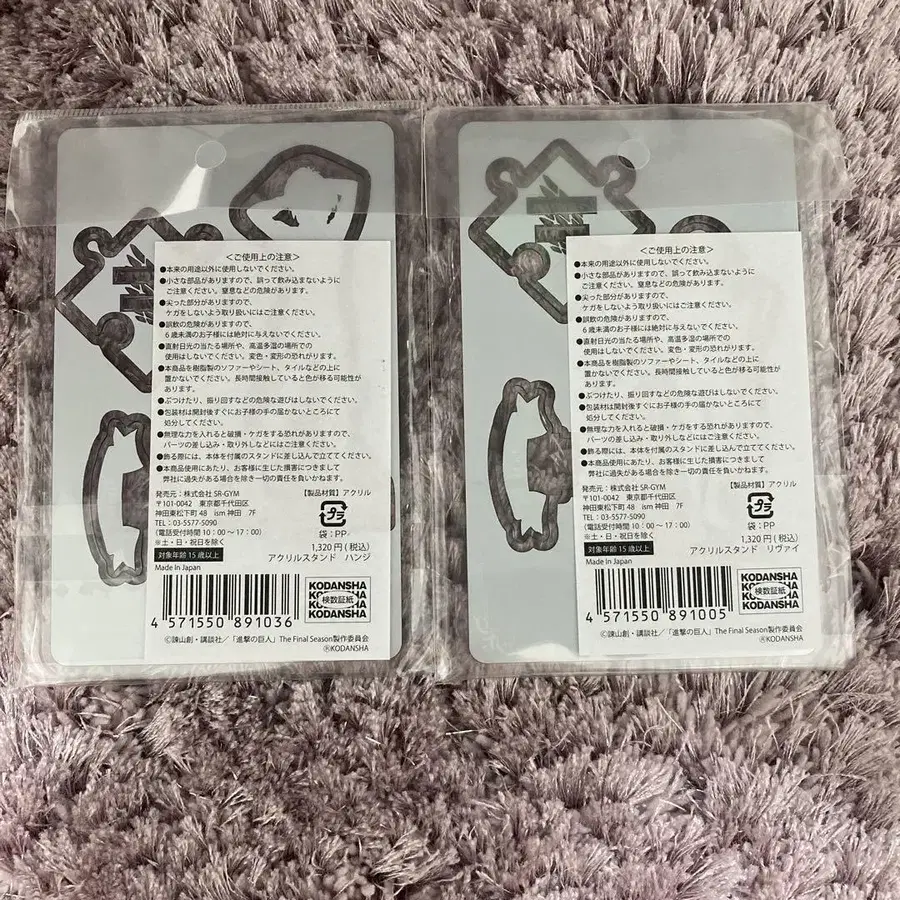 <ご使用上の注意>
●本来の用途以外に使用しないでください。
●小さな部品がありますので、誤って飲み込まないように
ご注意ください。窒息などの危険があります。
●尖った部分がありますので、
ケガをしないよう取り扱いにはご注意ください。
●誤飲の危険がありますので、
6歳未満のお子様には絶対に与えないでください。
●直射日光の当たる場所や、高温多湿の場所での
使用はしないでください。変色・変形の恐れがります。
●本商品を樹脂製のソファーやシート、タイルなどの上に
置かないでください。長時間接触していると色が移る可能性が
あります。
●ぶつけたり、振り回すなどの危険な遊びはしないでください。
●包装材は開封後すぐにお子様の手の届かないところにて
処分してください。
●無理な力を入れると破損・ケガをする恐れがありますので、
パーツの差し込み・取り外しなどにはご注意ください。
●飾る際には、本体を付属のスタンドに差し込んで立ててください。
●本商品使用にあたり、お客様に生じた損害につきまして
弊社に過失がある場合を除き一切の責任を負いかねます。
発売元:株式会社 SR-GYM
【製品材質】アクリル
〒101-0042 東京都千代田区
神田東松下町 48 ism 神田 7F
TEL:03-5577-5090
(電話受付時間 10:00~17:00)
※土・日・祝日を除く
プラ
袋:PP
1,320円(税込)
対象年齢 15歳以上
アクリルスタンド ハンジ
Made In Japan
4 571550 891036
KODANSHA
KODANSHA
検数証紙
KODANSHA
KODANSHA
©諫山創・講談社/「進撃の巨人」The Final Season製作委員会
ⓇKODANSHA
<ご使用上の注意>
●本来の用途以外に使用しないでください。
●小さな部品がありますので、誤って飲み込まないように
ご注意ください。窒息などの危険があります。
●尖った部分がありますので、
ケガをしないよう取り扱いにはご注意ください。
●誤飲の危険がありますので、
6歳未満のお子様には絶対に与えないでください。
●直射日光の当たる場所や、高温多湿の場所での
使用はしないでください。変色・変形の恐れがります。
●本商品を樹脂製のソファーやシート、タイルなどの上に
置かないでください。長時間接触していると色が移る可能性が
あります。
●ぶつけたり、振り回すなどの危険な遊びはしないでください。
●包装材は開封後すぐにお子様の手の届かないところにて
処分してください。
●無理な力を入れると破損・ケガをする恐れがありますので、
パーツの差し込み・取り外しなどにはご注意ください。
●飾る際には、本体を付属のスタンドに差し込んで立ててください。
●本商品使用にあたり、お客様に生じた損害につきまして
弊社に過失がある場合を除き一切の責任を負いかねます。
発売元:株式会社 SR-GYM
【製品材質】アクリル
〒101-0042 東京都千代田区
神田東松下町 48 ism 神田 7F
TEL:03-5577-5090
(電話受付時間 10:00~17:00)
※土・日・祝日を除く
プラ
袋:PP
1,320円(税込)
対象年齢 15歳以上
アクリルスタンド リヴァイ
Made In Japan
4 571550 891005
KODANSHA
KODANSHA
検数証紙
KODANSHA
KODANSHA
©諫山創・講談社/「進撃の巨人」The Final Season製作委員会
ⓇKODANSHA